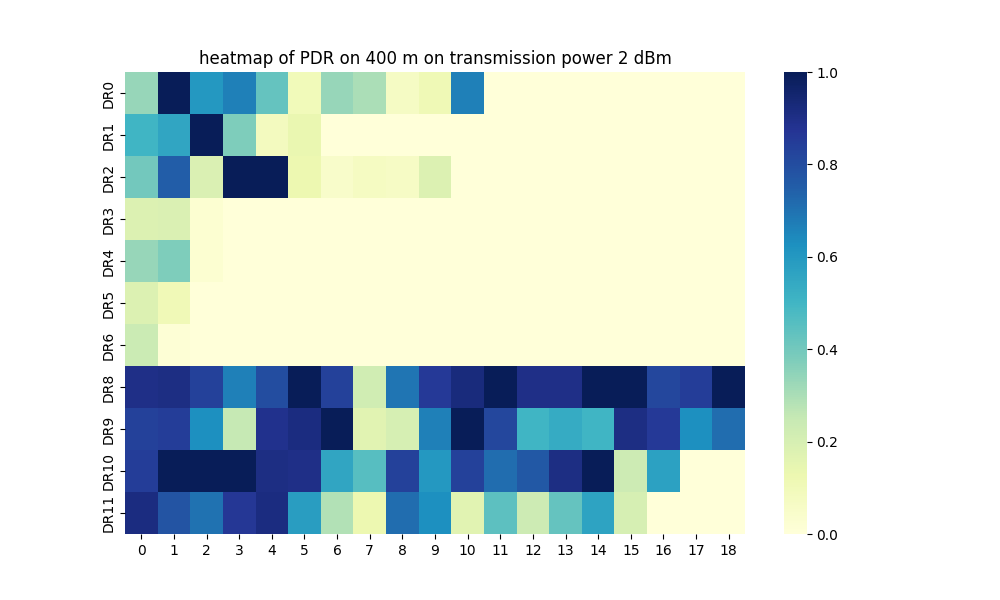 heatmap of PDR on 400 m on transmission power 2 dBm
DR0
DR1
DR2
DR3
DR4
DR5
DR6
DR8
DR9
DR10
DR11
0 1 2 3 4 5 6 7 8 9 10 11 12 13 14 15 16 17 18
1.0
0.8
0.6
0.4
0.2
0.0